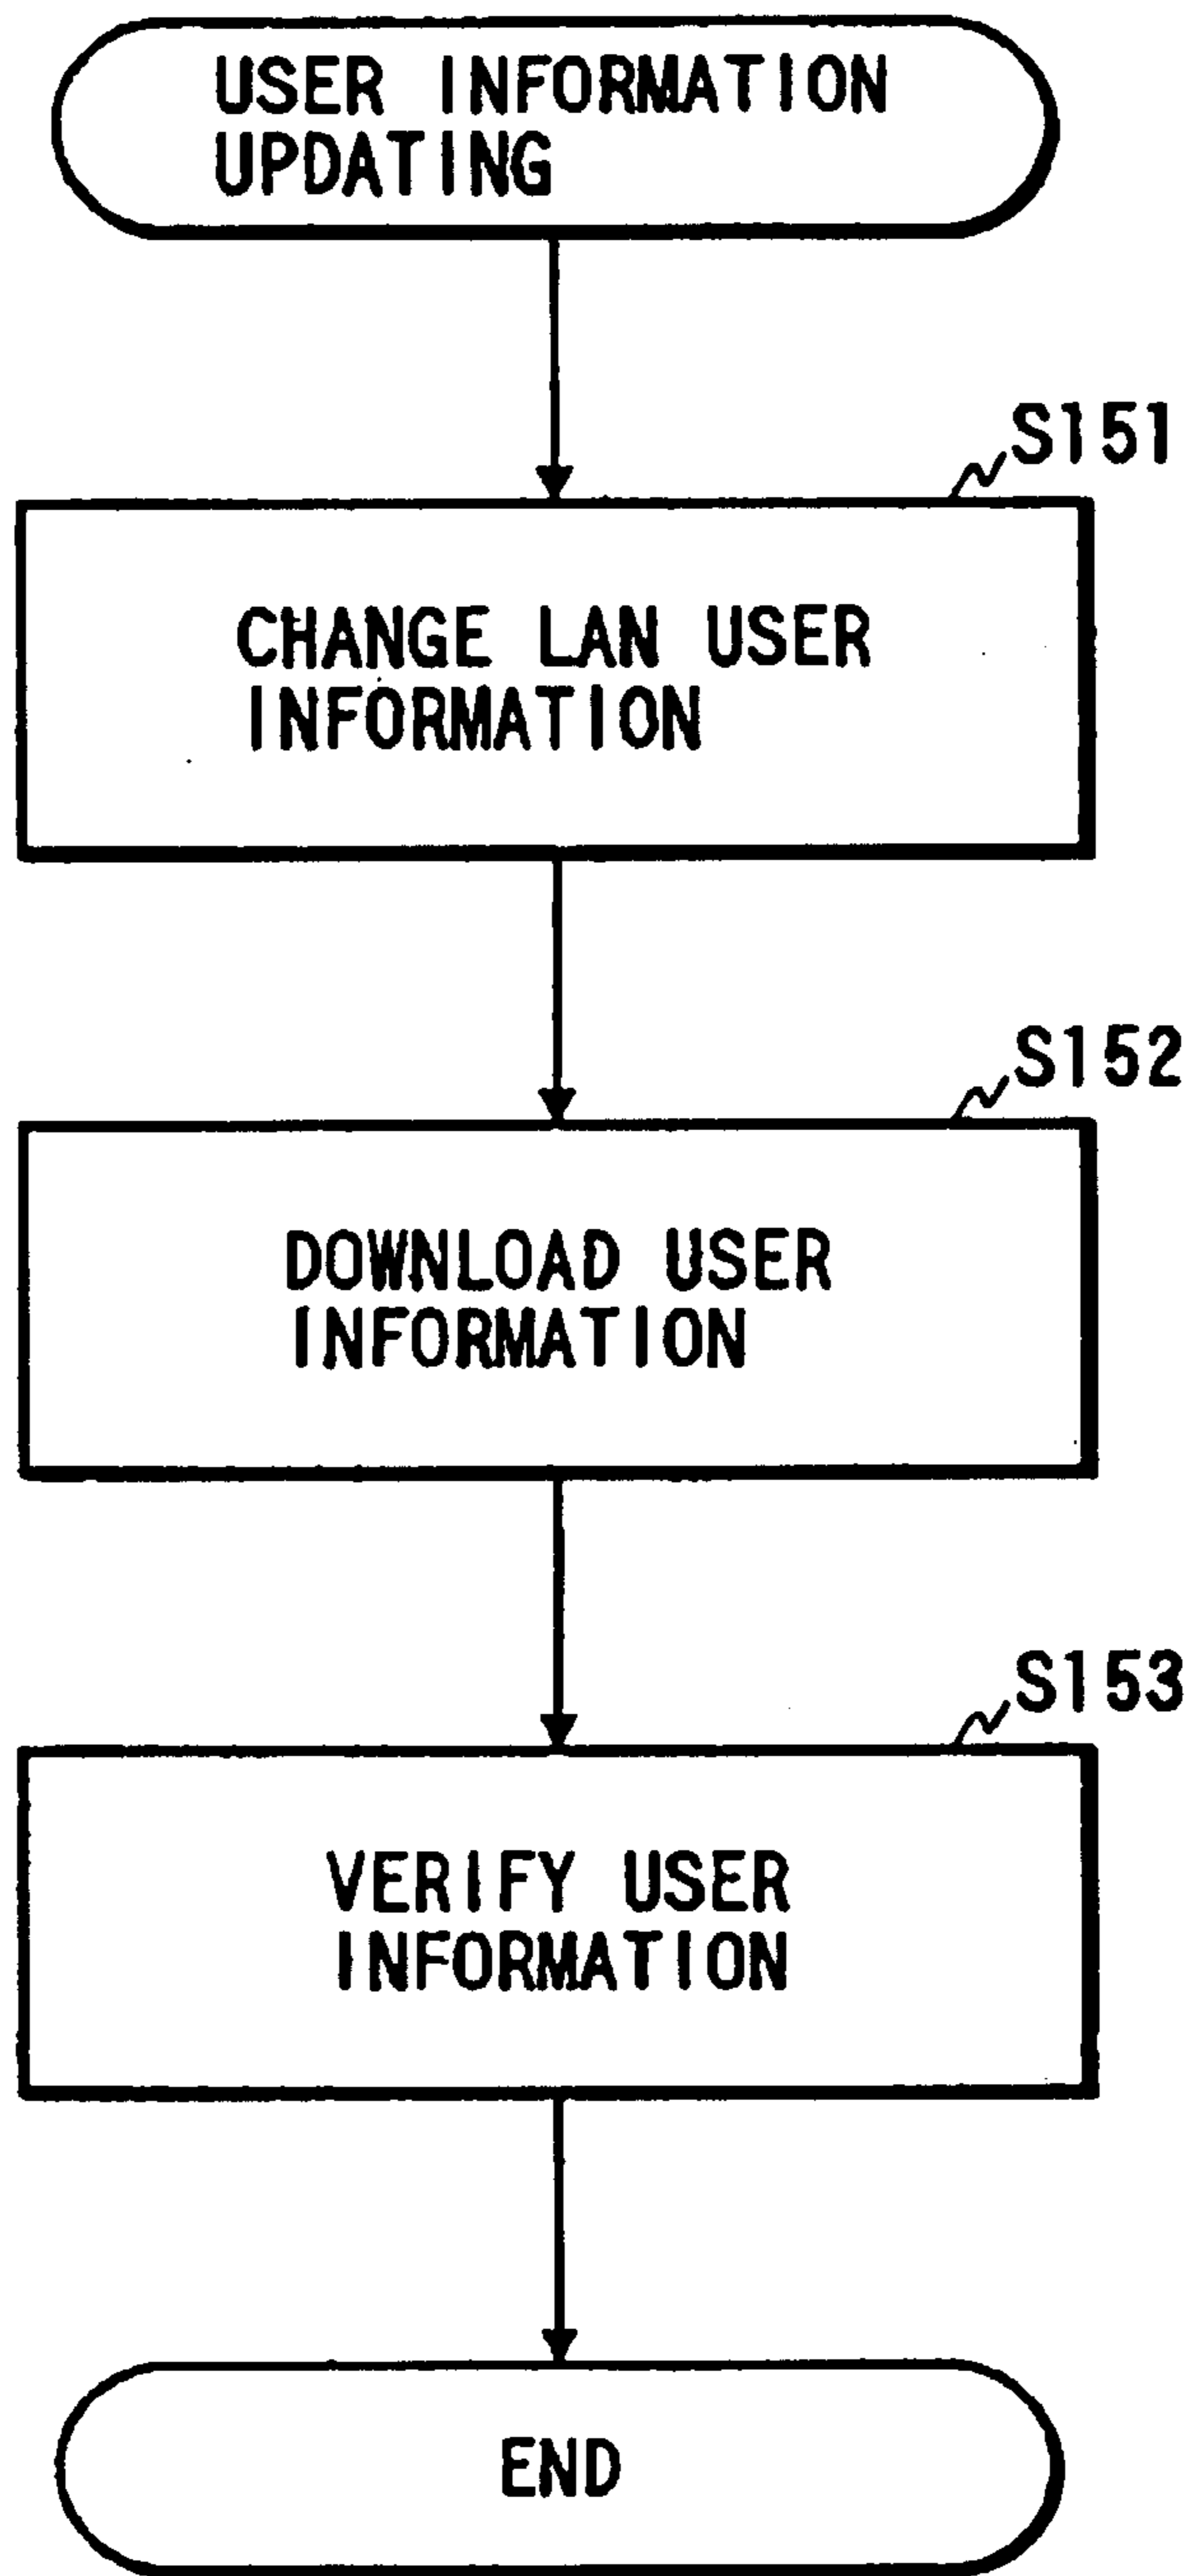 USER INFORMATION
UPDATING
S151
CHANGE LAN USER
INFORMATION
S152
DOWNLOAD USER
INFORMATION
S153
VERIFY USER
INFORMATION
END